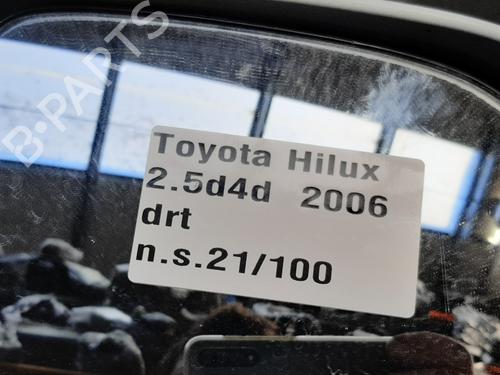 B-PARTS
Toyota Hilux
2.5d4d 2006
drt
n.s.21/100